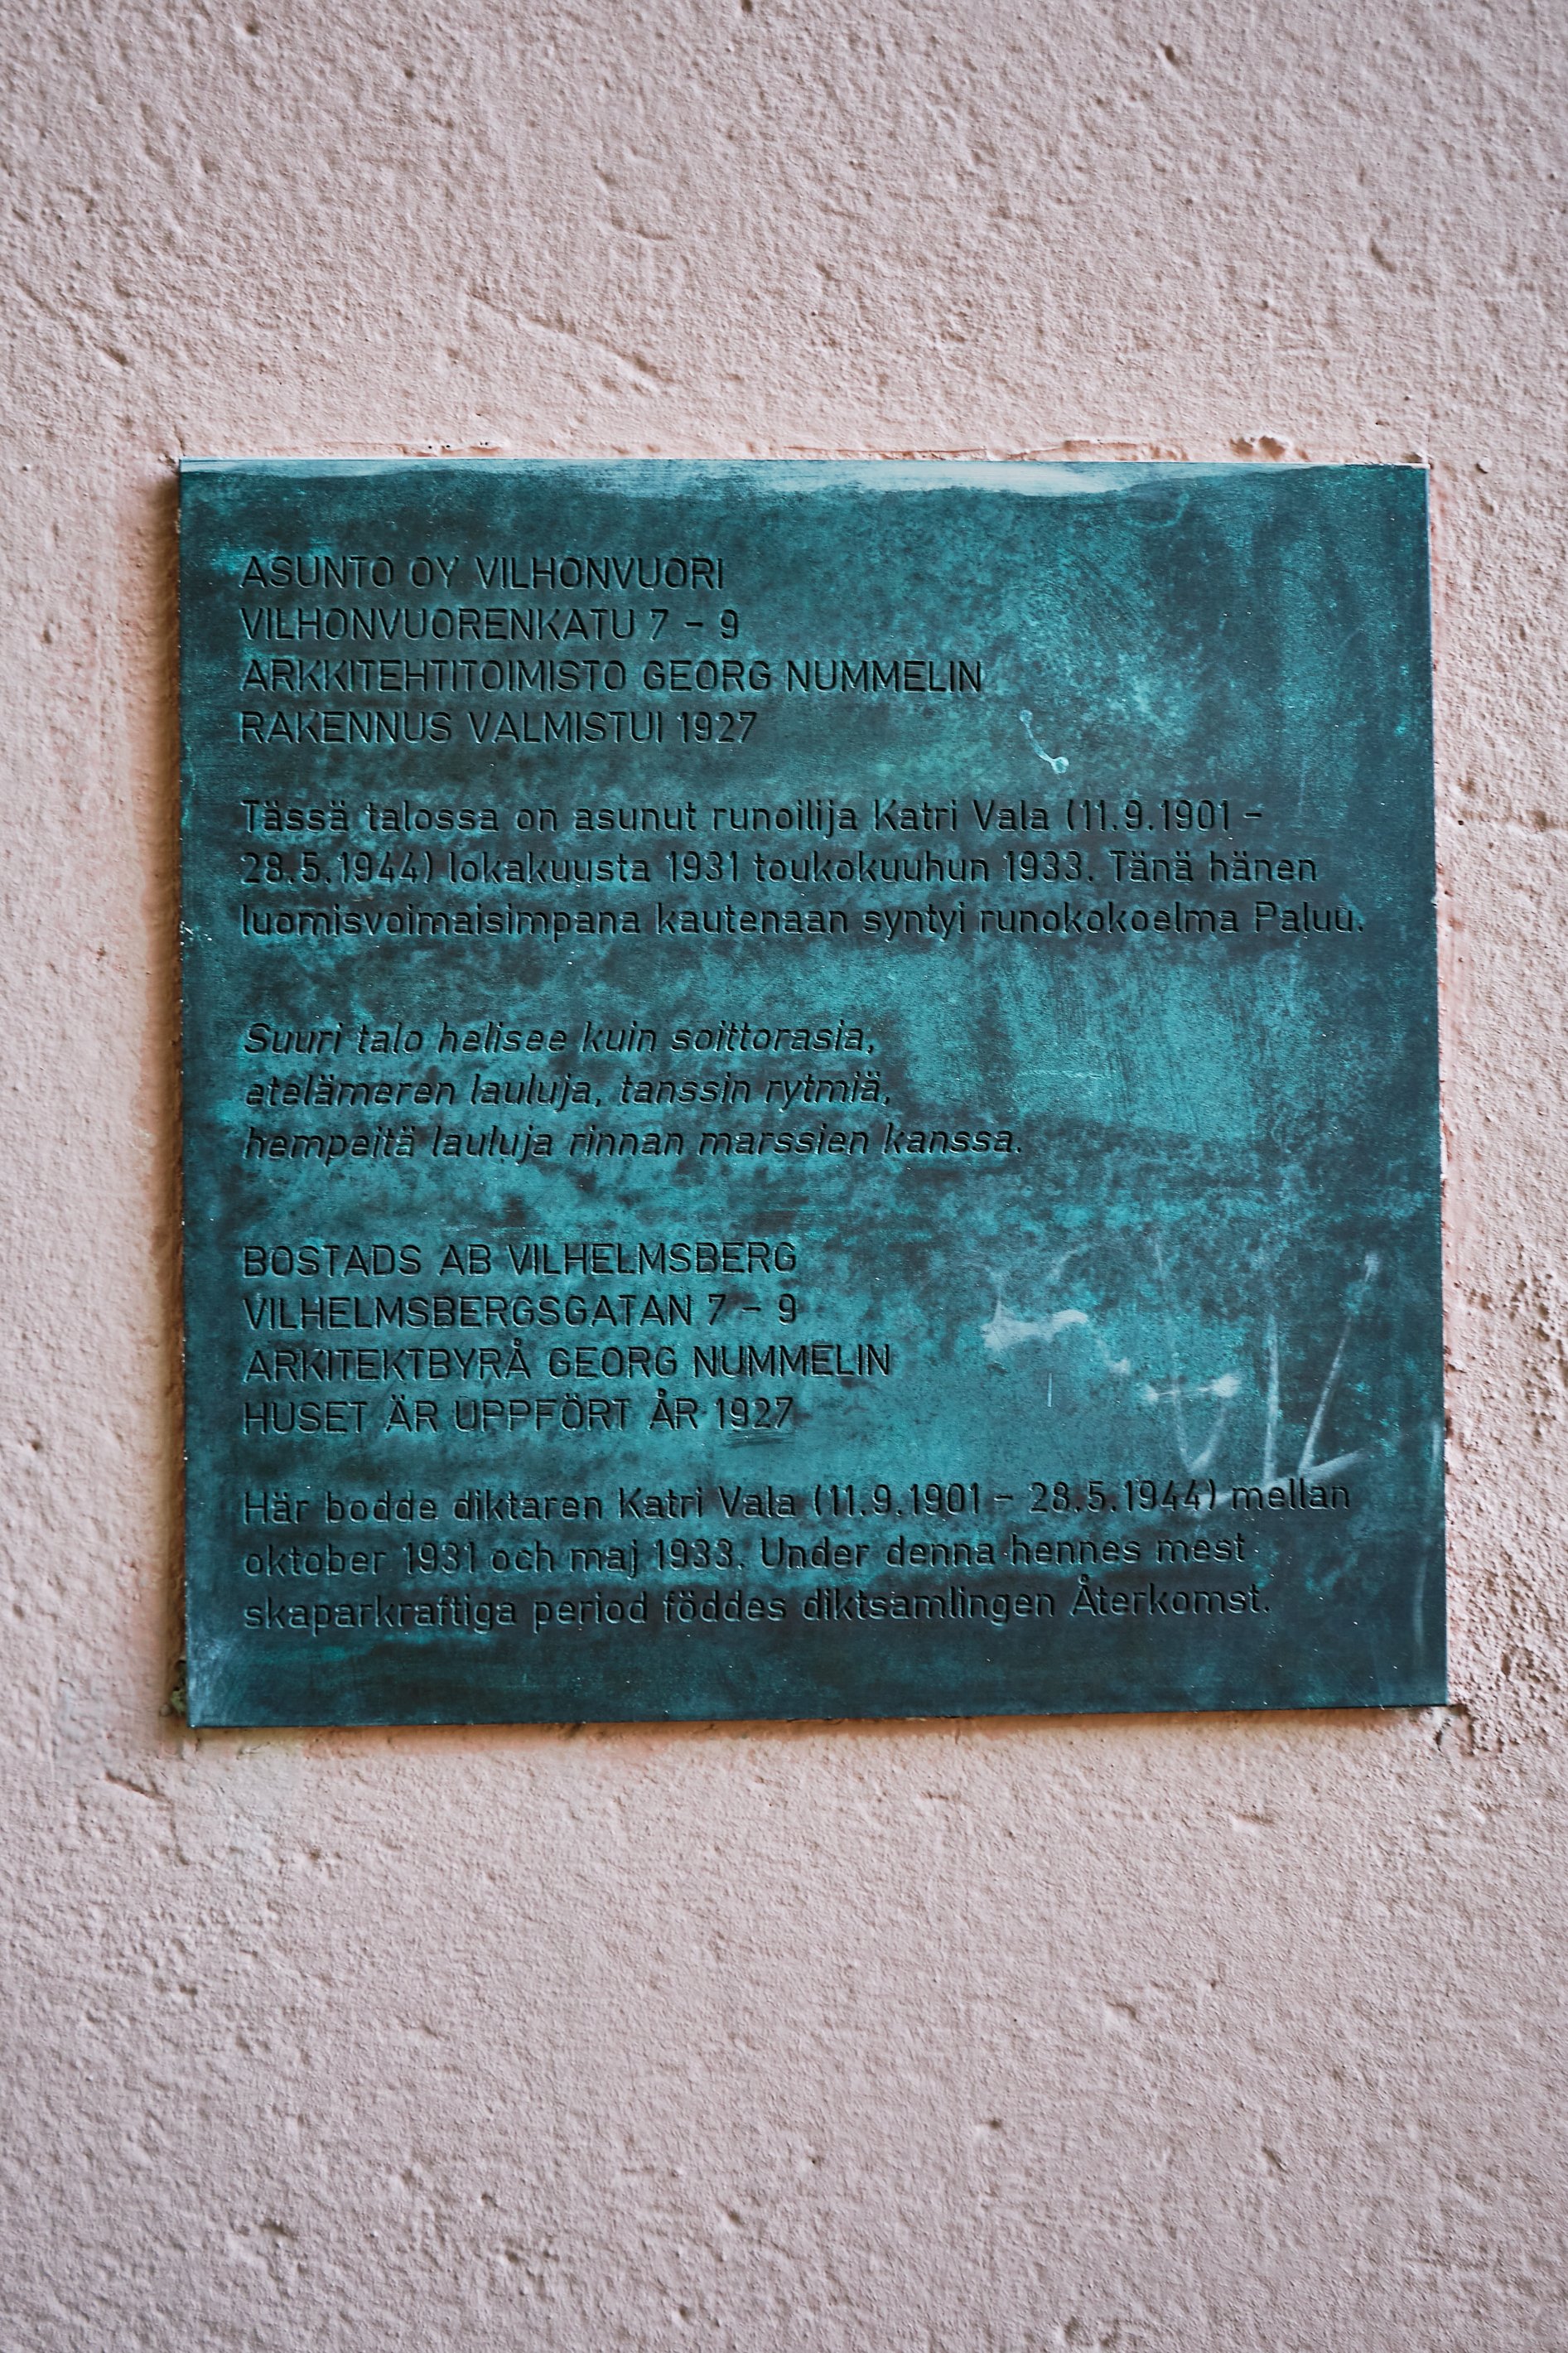 ASUNTO OY VILHONVUORI
VILHONVUORENKATU 7 – 9
ARKKITEHTITOIMISTO GEORG NUMMELIN
RAKENNUS VALMISTUI 1927
Tässä talossa on asunut runoilija Katri Vala (11.9.1901 –
28.5.1944) lokakuusta 1931 toukokuuhun 1933. Tänä hänen
luomisvoimaisimpana kautenaan syntyi runokokoelma Paluu.
Suuri talo helisee kuin soittorasia,
etelämeren lauluja, tanssin rytmiä,
hempeitä lauluja rinnan marssien kanssa.
BOSTADS AB VILHELMSBERG
VILHELMSBERGSGATAN 7 – 9
ARKITEKTBYRÅ GEORG NUMMELIN
HUSET ÄR UPPFÖRT ÅR 1927
Här bodde diktaren Katri Vala (11.9.1901 – 28.5.1944) mellan
oktober 1931 och maj 1933. Under denna hennes mest
skaparkraftiga period föddes diktsamlingen Återkomst.